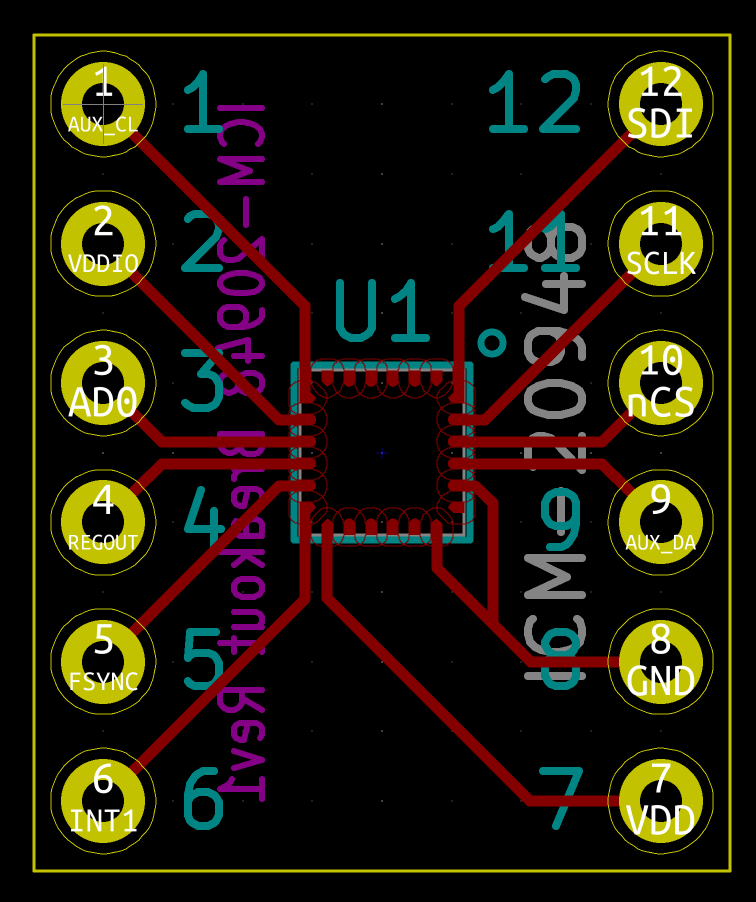 1
AUX_CL
1
12
12
SDI
2
VDDIO
2
11
11
SCLK
U1
3
AD0
3
10
nCS
4
REGOUT
4
9
9
AUX_DA
5
FSYNC
5
8
8
GND
6
INT1
6
7
7
VDD
ICM-20948 Breakout Rev1
ICM-20948